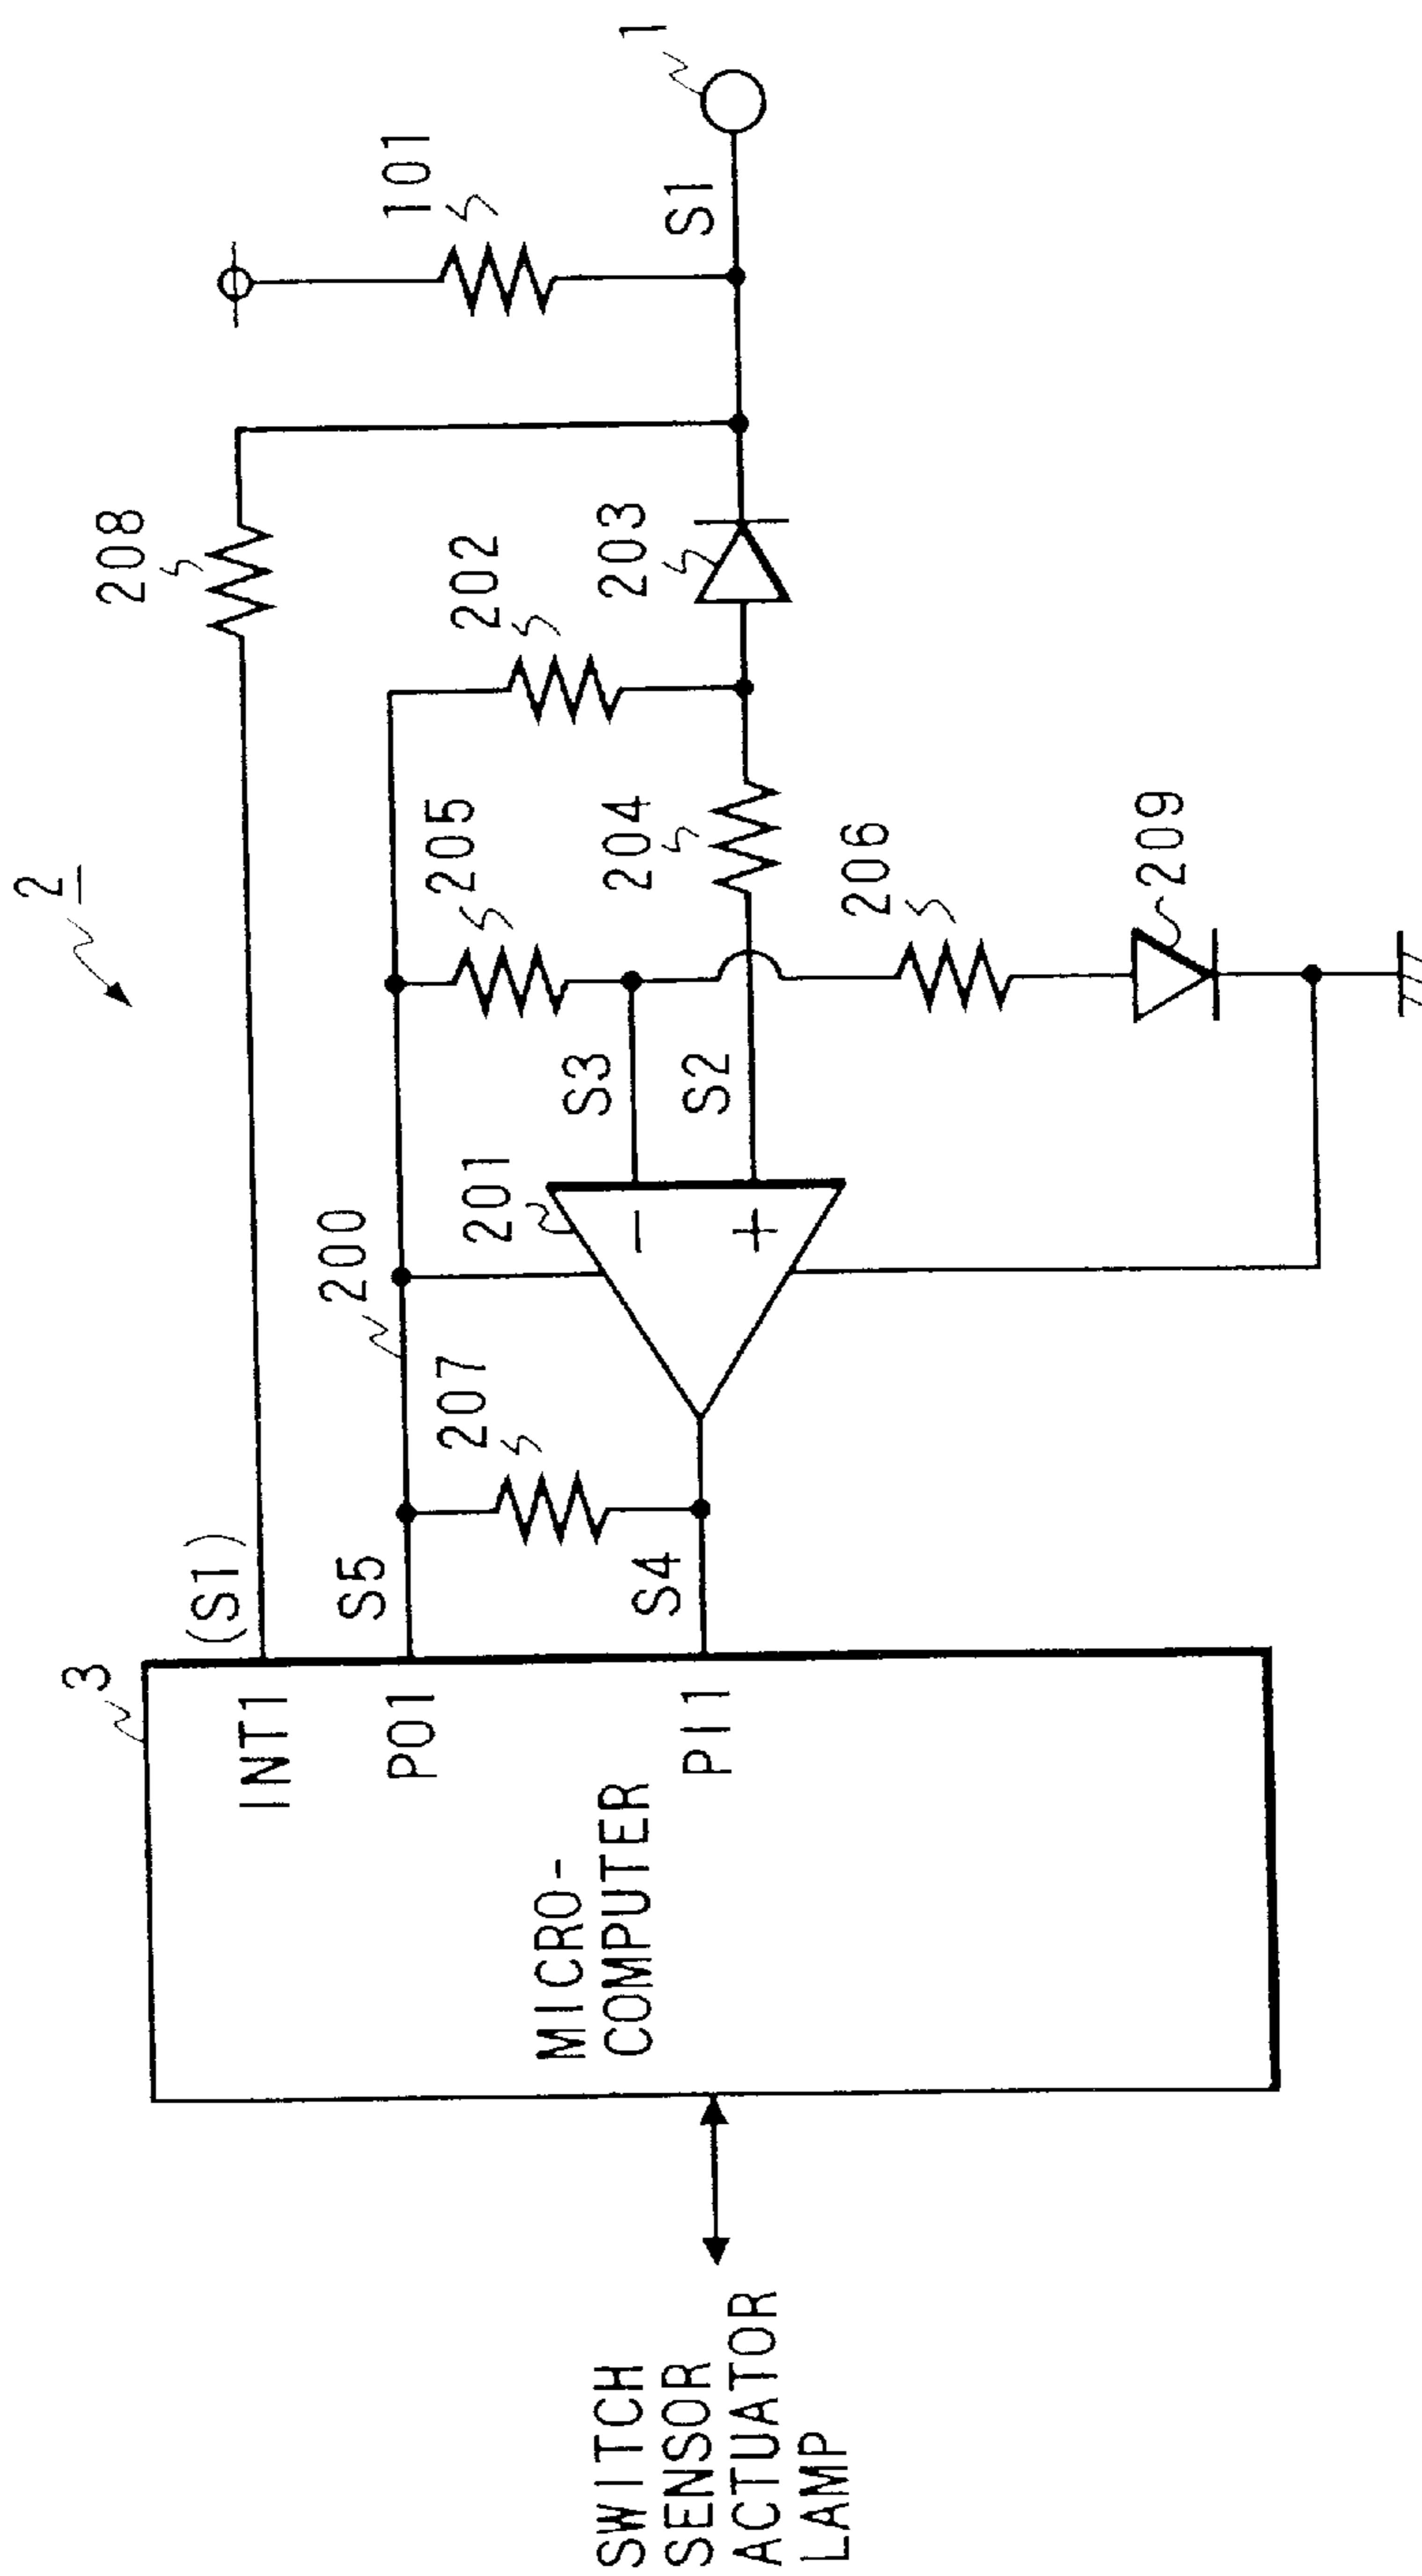 2
208
(S1)
3
INT1
101
202
205
200
207
S5
PO1
1
S1
203
204
S3
S2
201
S4
PI1
206
209
MICRO-
COMPUTER
SWITCH
SENSOR
ACTUATOR
LAMP
−
+